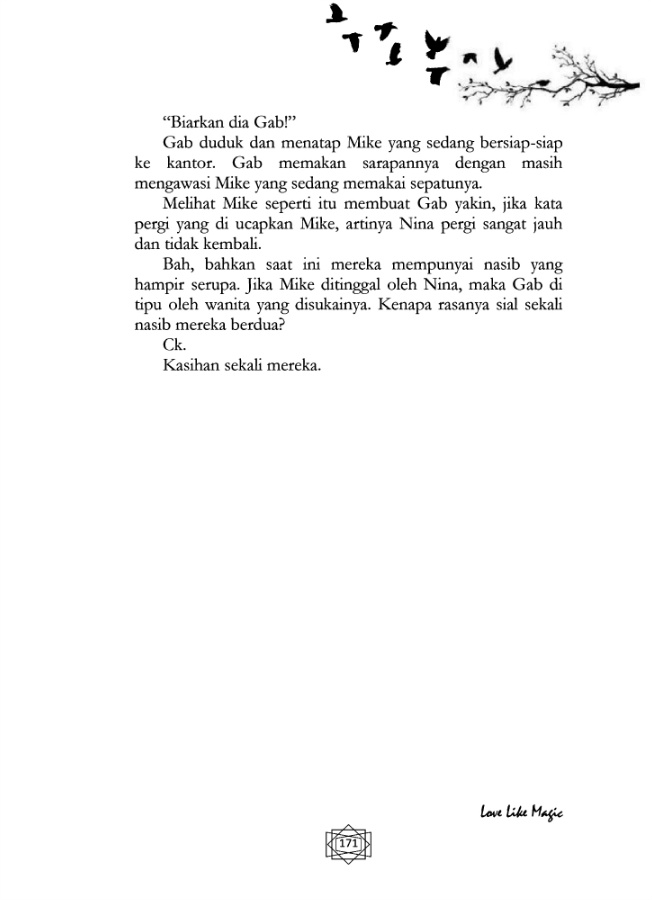 “Biarkan dia Gab!”
Gab duduk dan menatap Mike yang sedang bersiap-siap
ke kantor. Gab memakan sarapannya dengan masih
mengawasi Mike yang sedang memakai sepatunya.
Melihat Mike seperti itu membuat Gab yakin, jika kata
pergi yang di ucapkan Mike, artinya Nina pergi sangat jauh
dan tidak kembali.
Bah, bahkan saat ini mereka mempunyai nasib yang
hampir serupa. Jika Mike ditinggal oleh Nina, maka Gab di
tipu oleh wanita yang disukainya. Kenapa rasanya sial sekali
nasib mereka berdua?
Ck.
Kasihan sekali mereka.
Love Like Magic
171